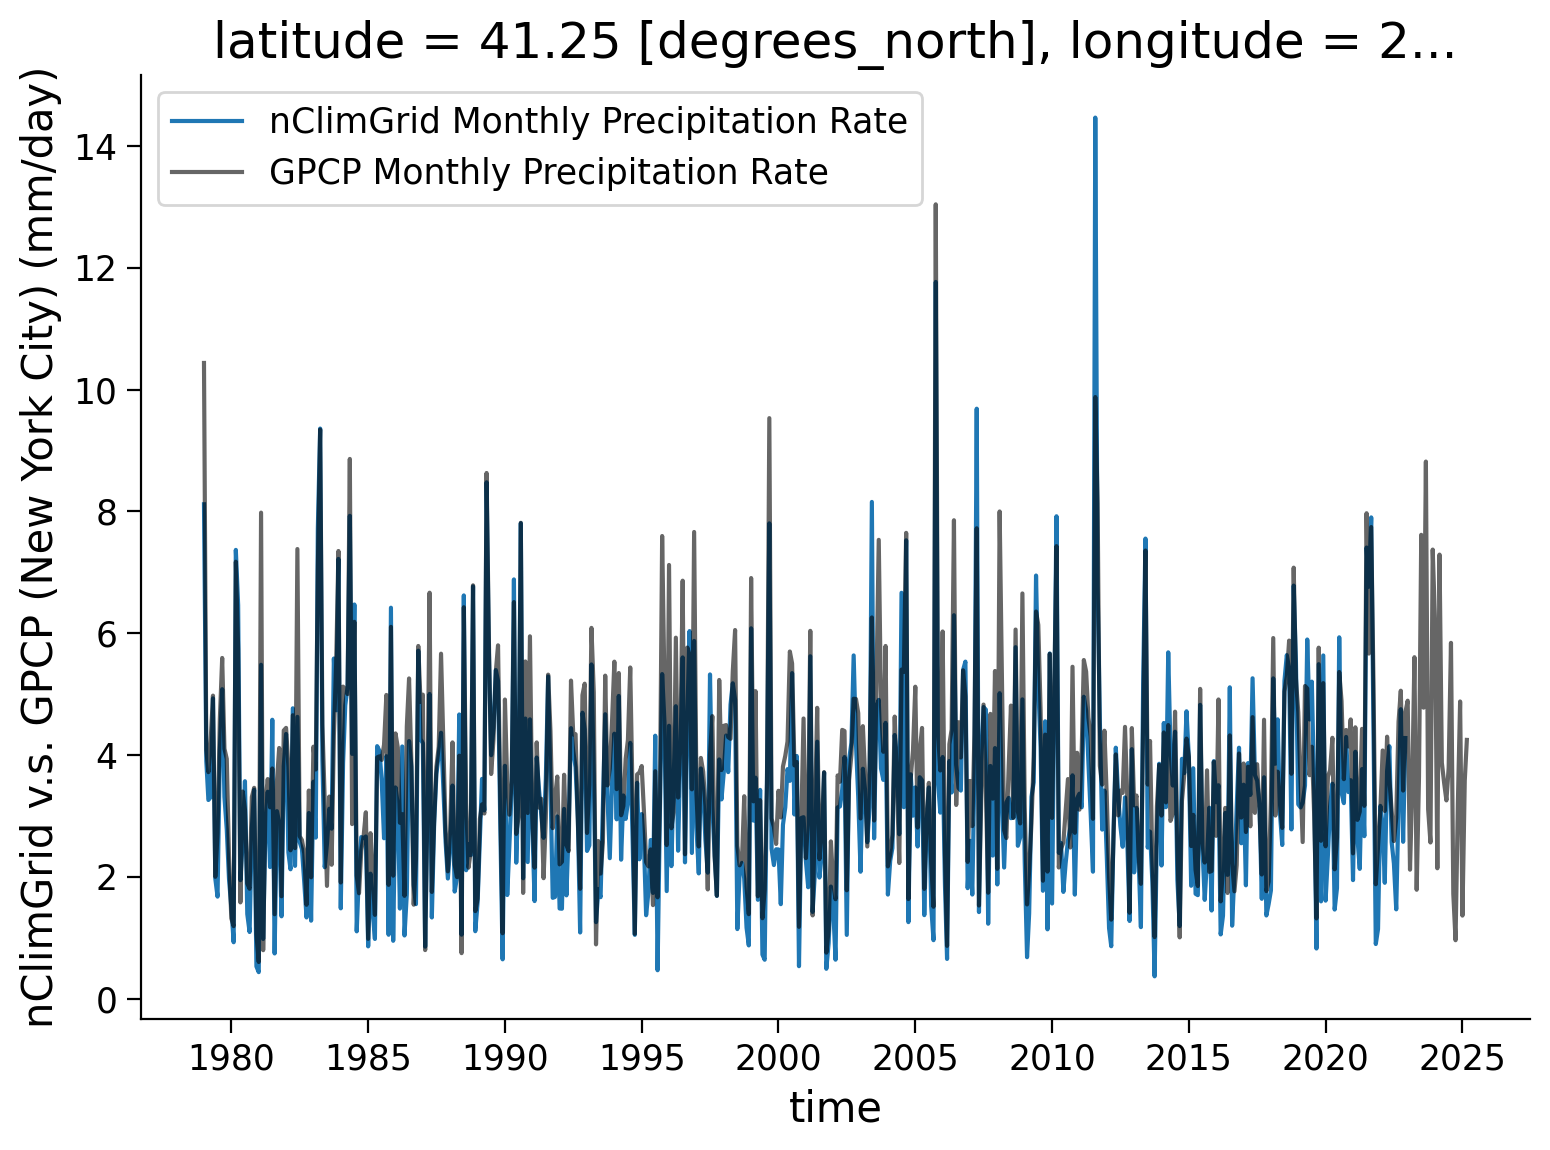 latitude = 41.25 [degrees_north], longitude = 2...
nClimGrid v.s. GPCP (New York City) (mm/day)
nClimGrid Monthly Precipitation Rate
GPCP Monthly Precipitation Rate
14
12
10
8
6
4
2
0
1980 1985 1990 1995 2000 2005 2010 2015 2020 2025
time